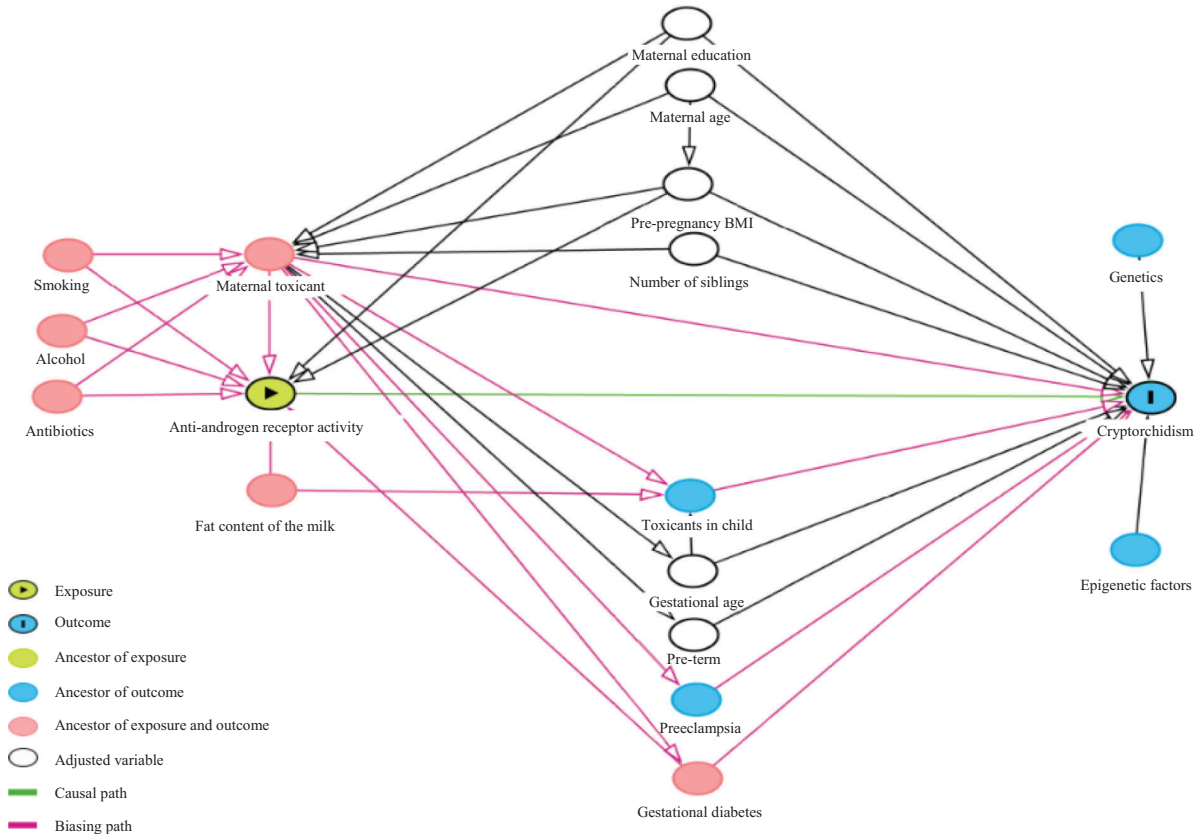 Maternal education
Maternal age
Pre-pregnancy BMI
Number of siblings
Genetics
Smoking
Maternal toxicant
Alcohol
Antibiotics
Anti-androgen receptor activity
Cryptorchidism
Fat content of the milk
Toxicants in child
Gestational age
Epigenetic factors
Pre-term
Preeclampsia
Gestational diabetes
Exposure
Outcome
Ancestor of exposure
Ancestor of outcome
Ancestor of exposure and outcome
Adjusted variable
Causal path
Biasing path